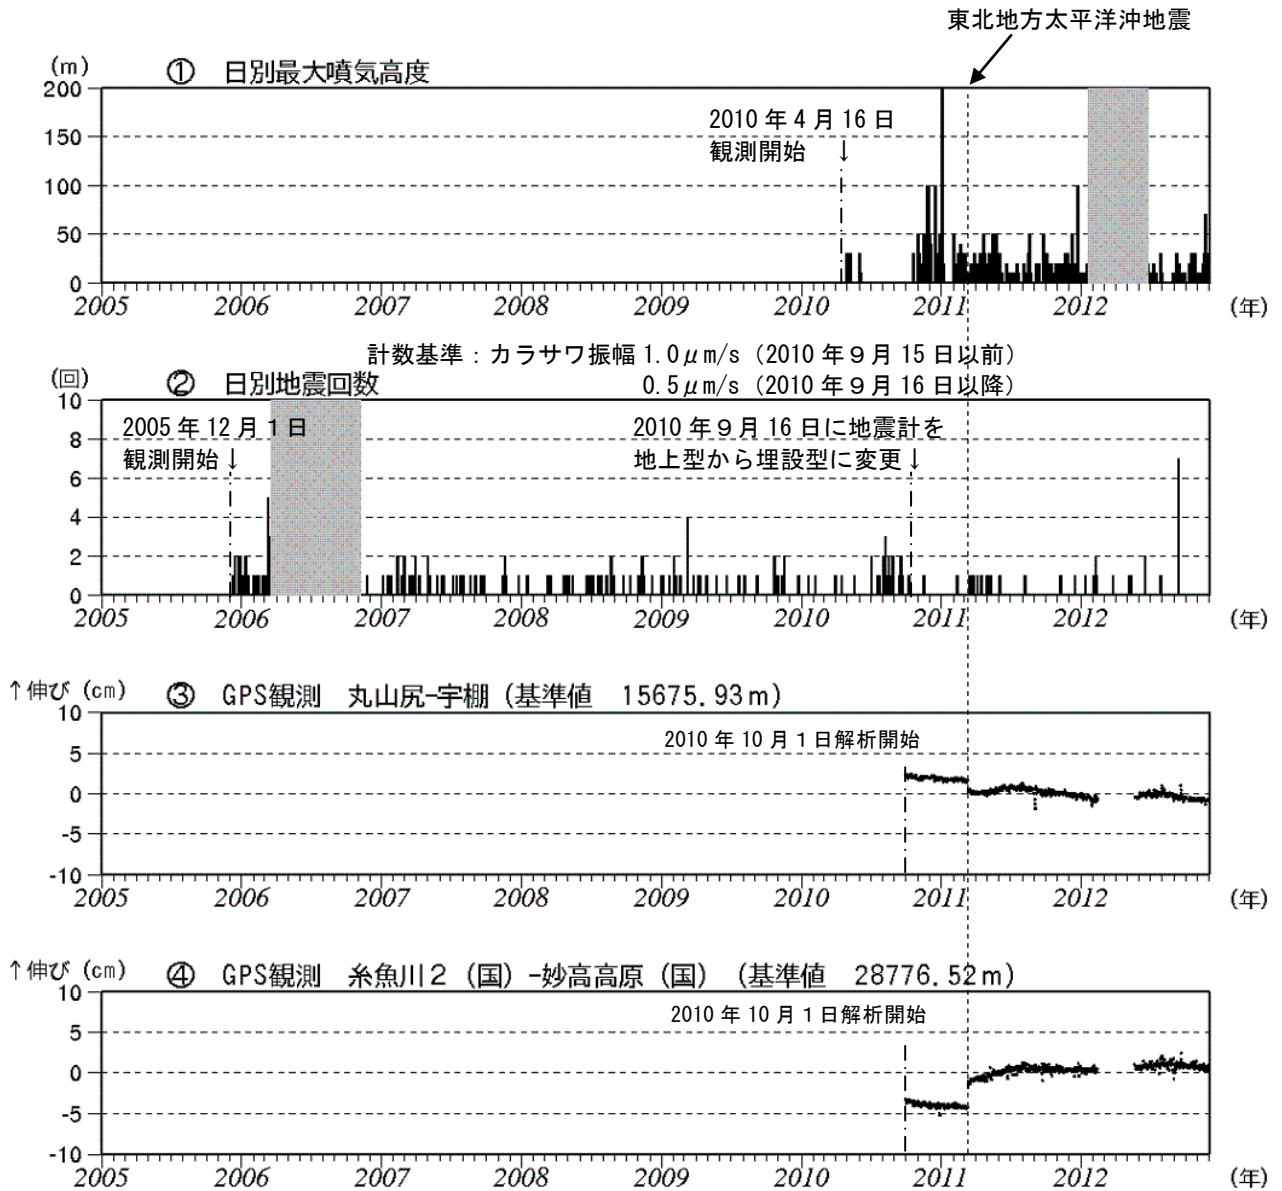 東北地方太平洋沖地震
(m)
① 日別最大噴気高度
200
150
100
50
0
2010年4月16日
観測開始 ↓
2005 2006 2007 2008 2009 2010 2011 2012 (年)
計数基準：カラサワ振幅1.0μm/s（2010年９月15日以前）
0.5μm/s（2010年９月16日以降）
(回)
② 日別地震回数
10
8
6
4
2
0
2005年12月１日
観測開始 ↓
2010年９月16日に地震計を
地上型から埋設型に変更 ↓
2005 2006 2007 2008 2009 2010 2011 2012 (年)
↑伸び (cm)
③ GPS観測 丸山尻-宇棚（基準値 15675.93m）
10
5
0
-5
-10
2010年10月１日解析開始
2005 2006 2007 2008 2009 2010 2011 2012 (年)
↑伸び (cm)
④ GPS観測 糸魚川２（国）-妙高高原（国）（基準値 28776.52m）
10
5
0
-5
-10
2010年10月１日解析開始
2005 2006 2007 2008 2009 2010 2011 2012 (年)